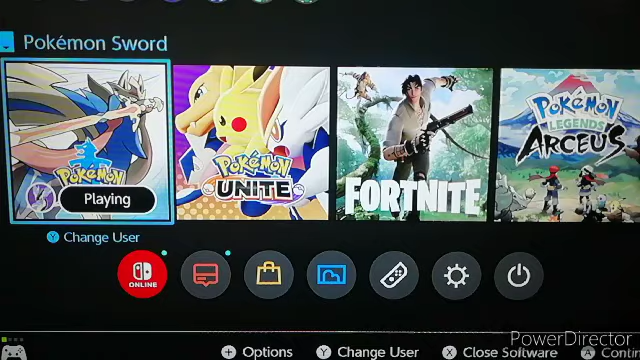 Pokémon Sword
POKÉMON
Playing
POKÉMON
UNITE
FORTNITE
POKÉMON
LEGENDS
ARCEUS
Y Change User
ONLINE
+ Options
Y Change User
X Close Software
A Contin
PowerDirector